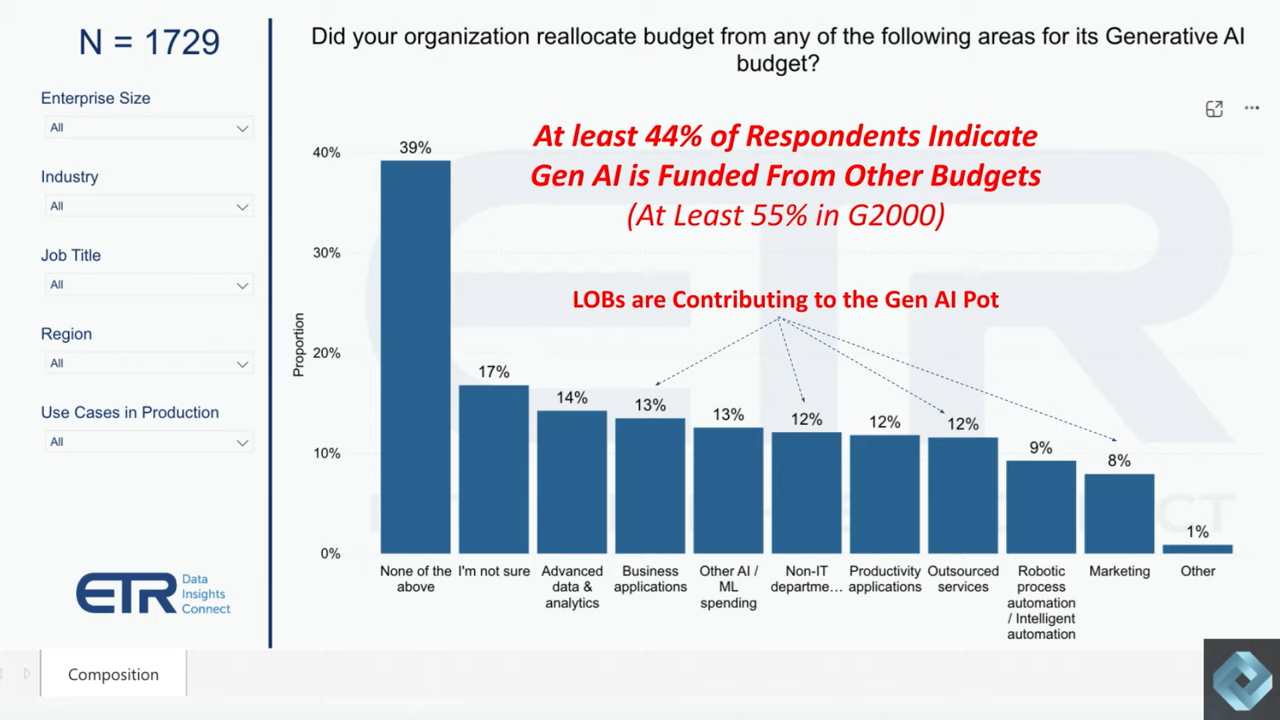 N = 1729
Enterprise Size
All
Industry
All
Job Title
All
Region
All
Use Cases in Production
All
ETR
Data
Insights
Connect
Did your organization reallocate budget from any of the following areas for its Generative AI
budget?
At least 44% of Respondents Indicate
Gen AI is Funded From Other Budgets
(At Least 55% in G2000)
LOBs are Contributing to the Gen AI Pot
Proportion
40%
30%
20%
10%
0%
39%
17%
14%
13%
13%
12%
12%
12%
9%
8%
1%
None of the
above
I'm not sure
Advanced
data &
analytics
Business
applications
Other AI /
ML
spending
Non-IT
departme...
Productivity
applications
Outsourced
services
Robotic
process
automation
/ Intelligent
automation
Marketing
Other
Composition